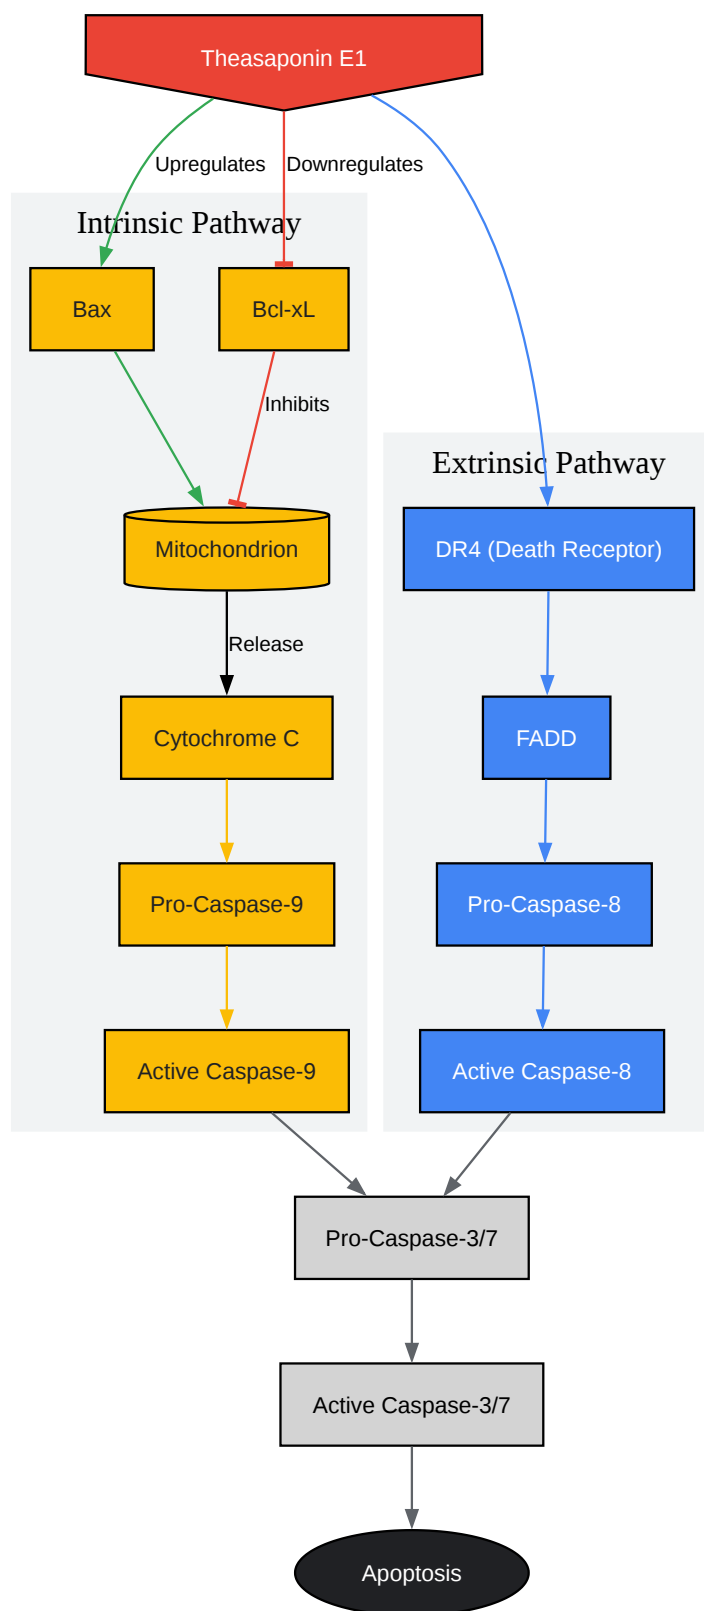 Theasaponin E1
Upregulates
Downregulates
Intrinsic Pathway
Bax
Bcl-xL
Inhibits
Extrinsic Pathway
Mitochondrion
DR4 (Death Receptor)
Release
Cytochrome C
FADD
Pro-Caspase-9
Pro-Caspase-8
Active Caspase-9
Active Caspase-8
Pro-Caspase-3/7
Active Caspase-3/7
Apoptosis